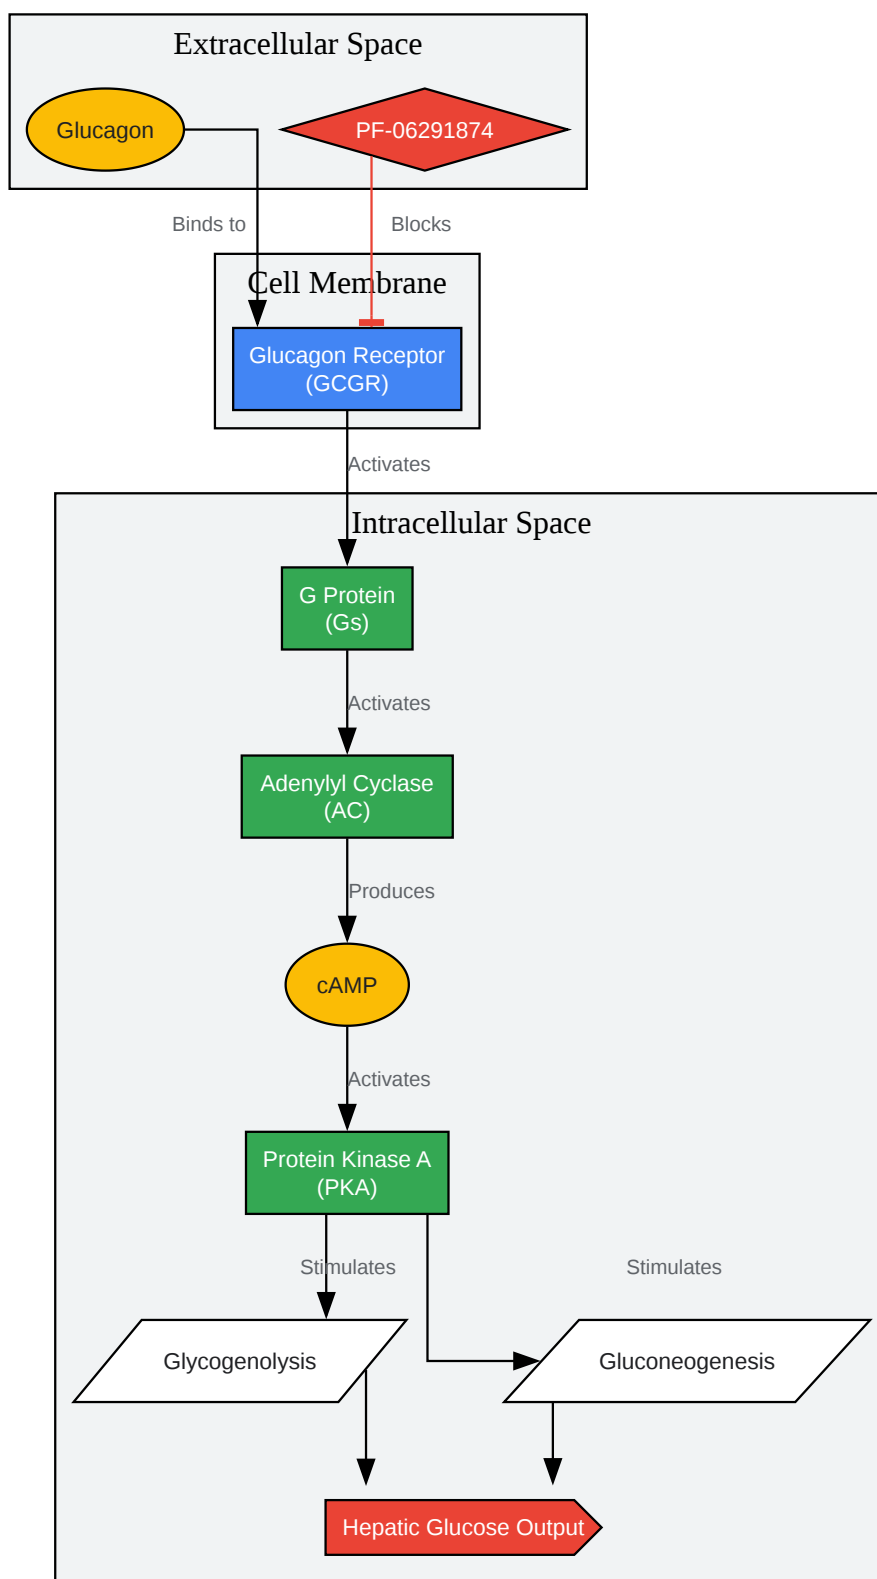 Extracellular Space
Glucagon
PF-06291874
Binds to
Blocks
Cell Membrane
Glucagon Receptor
(GCGR)
Activates
Intracellular Space
G Protein
(Gs)
Activates
Adenylyl Cyclase
(AC)
Produces
cAMP
Activates
Protein Kinase A
(PKA)
Stimulates
Stimulates
Glycogenolysis
Gluconeogenesis
Hepatic Glucose Output